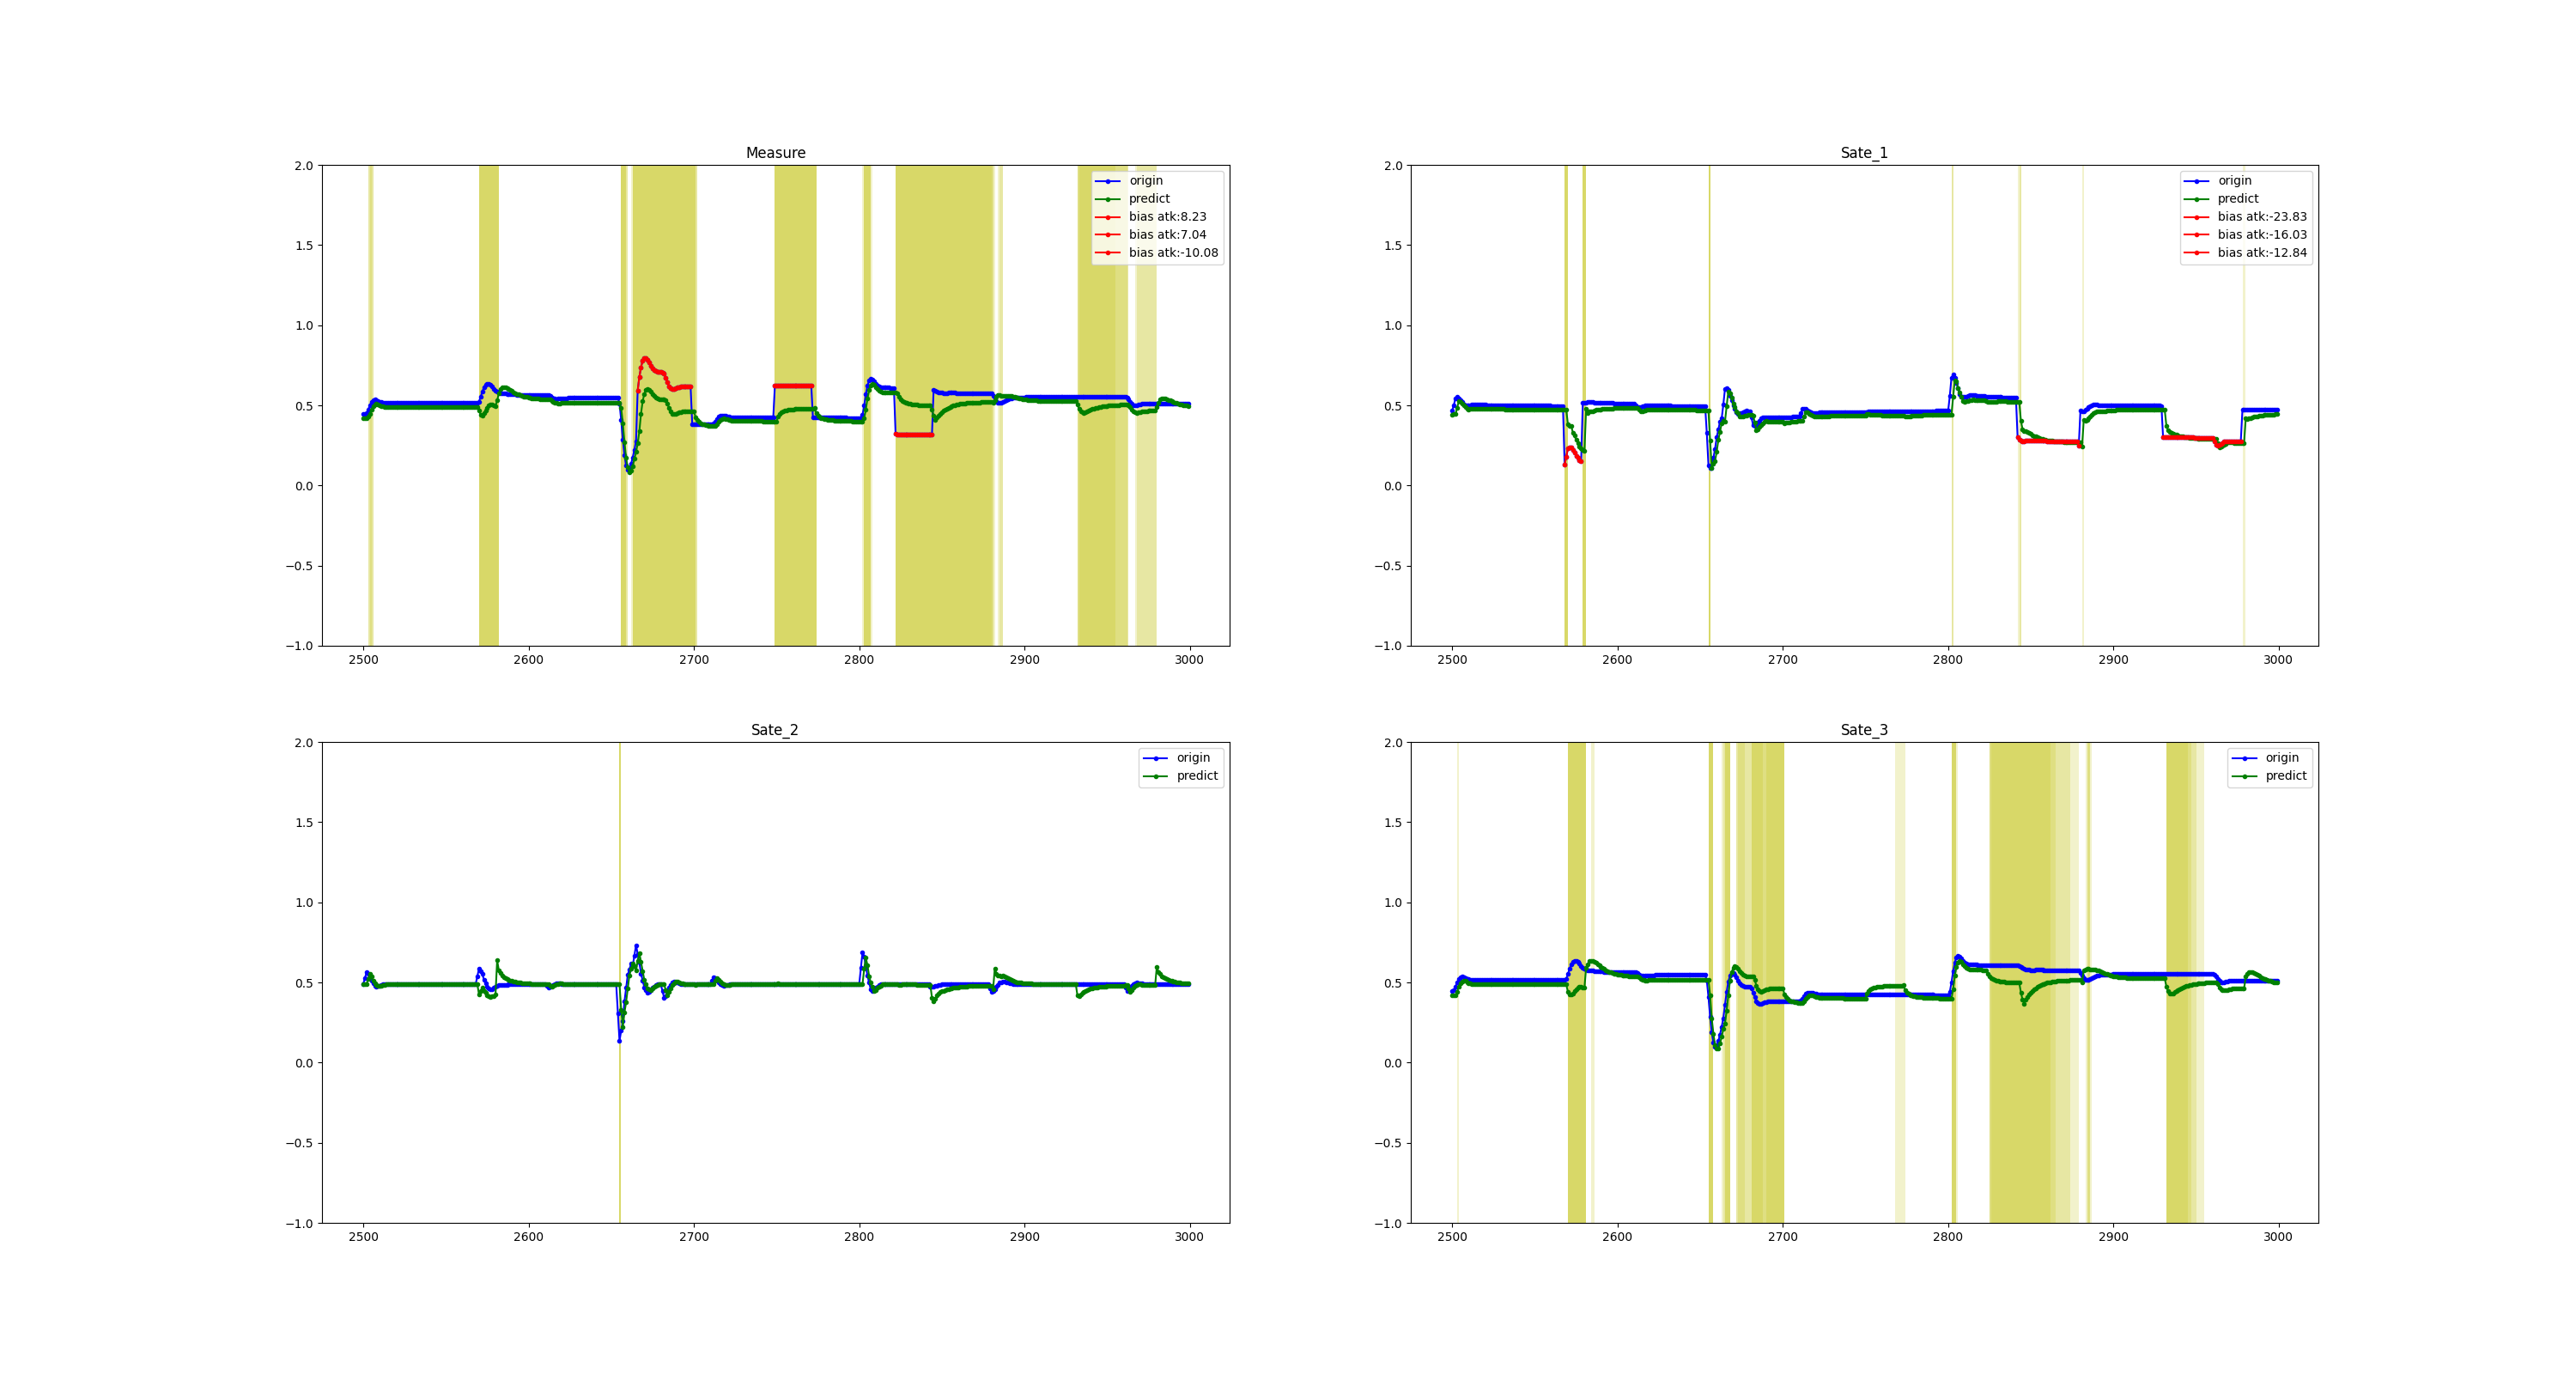 Measure
2.0
1.5
1.0
0.5
0.0
−0.5
−1.0
2500 2600 2700 2800 2900 3000
origin
predict
bias atk:8.23
bias atk:7.04
bias atk:-10.08
Sate_1
2.0
1.5
1.0
0.5
0.0
−0.5
−1.0
2500 2600 2700 2800 2900 3000
origin
predict
bias atk:-23.83
bias atk:-16.03
bias atk:-12.84
Sate_2
2.0
1.5
1.0
0.5
0.0
−0.5
−1.0
2500 2600 2700 2800 2900 3000
origin
predict
Sate_3
2.0
1.5
1.0
0.5
0.0
−0.5
−1.0
2500 2600 2700 2800 2900 3000
origin
predict